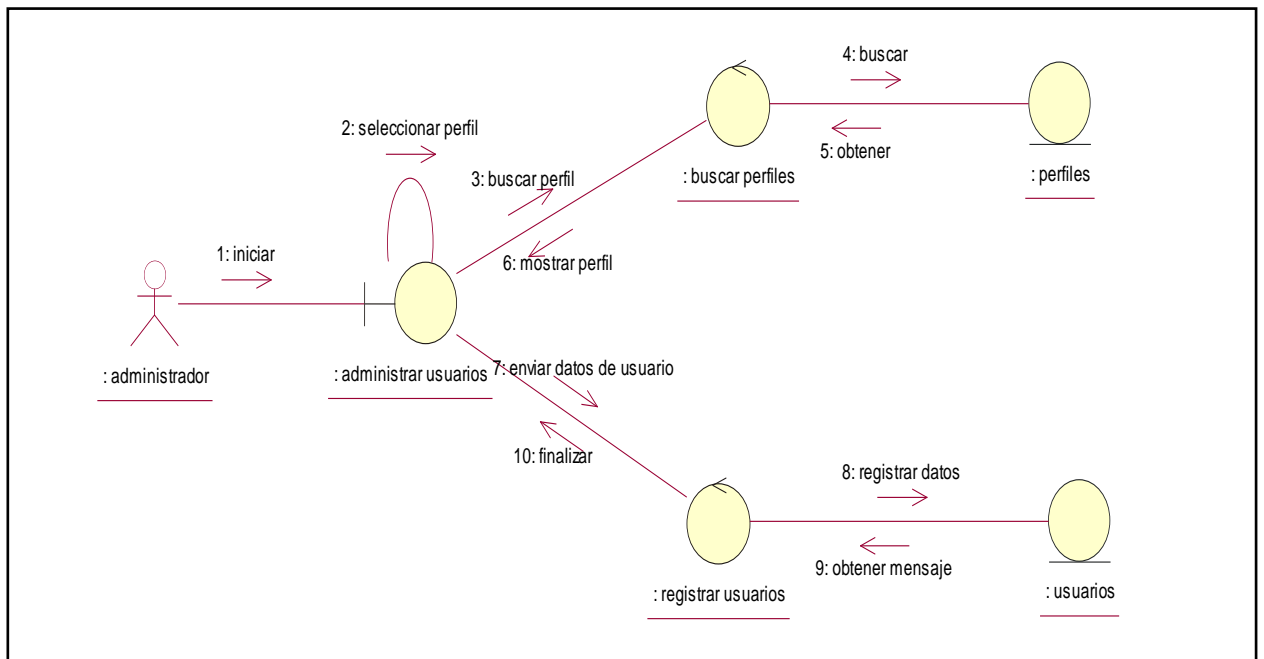 4: buscar
2: seleccionar perfil
5: obtener
3: buscar perfil
: buscar perfiles
: perfiles
1: iniciar
6: mostrar perfil
7: enviar datos de usuario
: administrador
: administrar usuarios
10: finalizar
8: registrar datos
9: obtener mensaje
: registrar usuarios
: usuarios